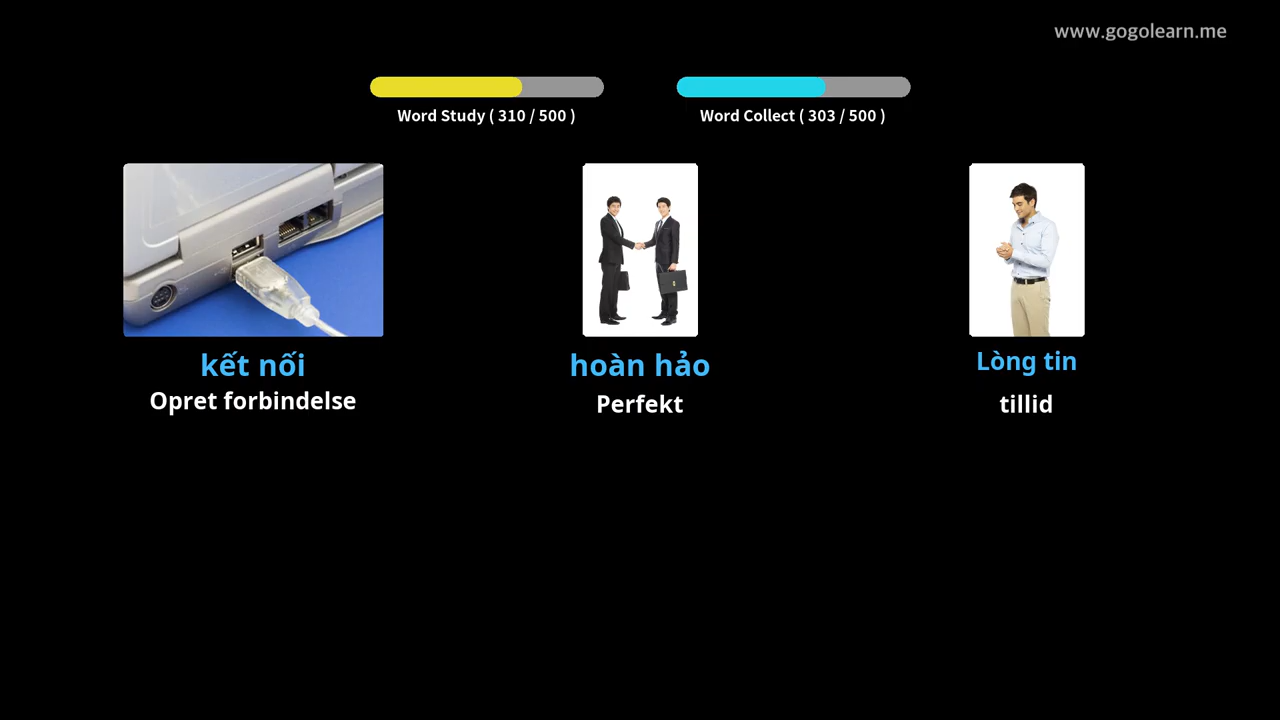 www.gogolearn.me
Word Study ( 310 / 500 )
Word Collect ( 303 / 500 )
kết nối
Opret forbindelse
hoàn hảo
Perfekt
Lòng tin
tillid